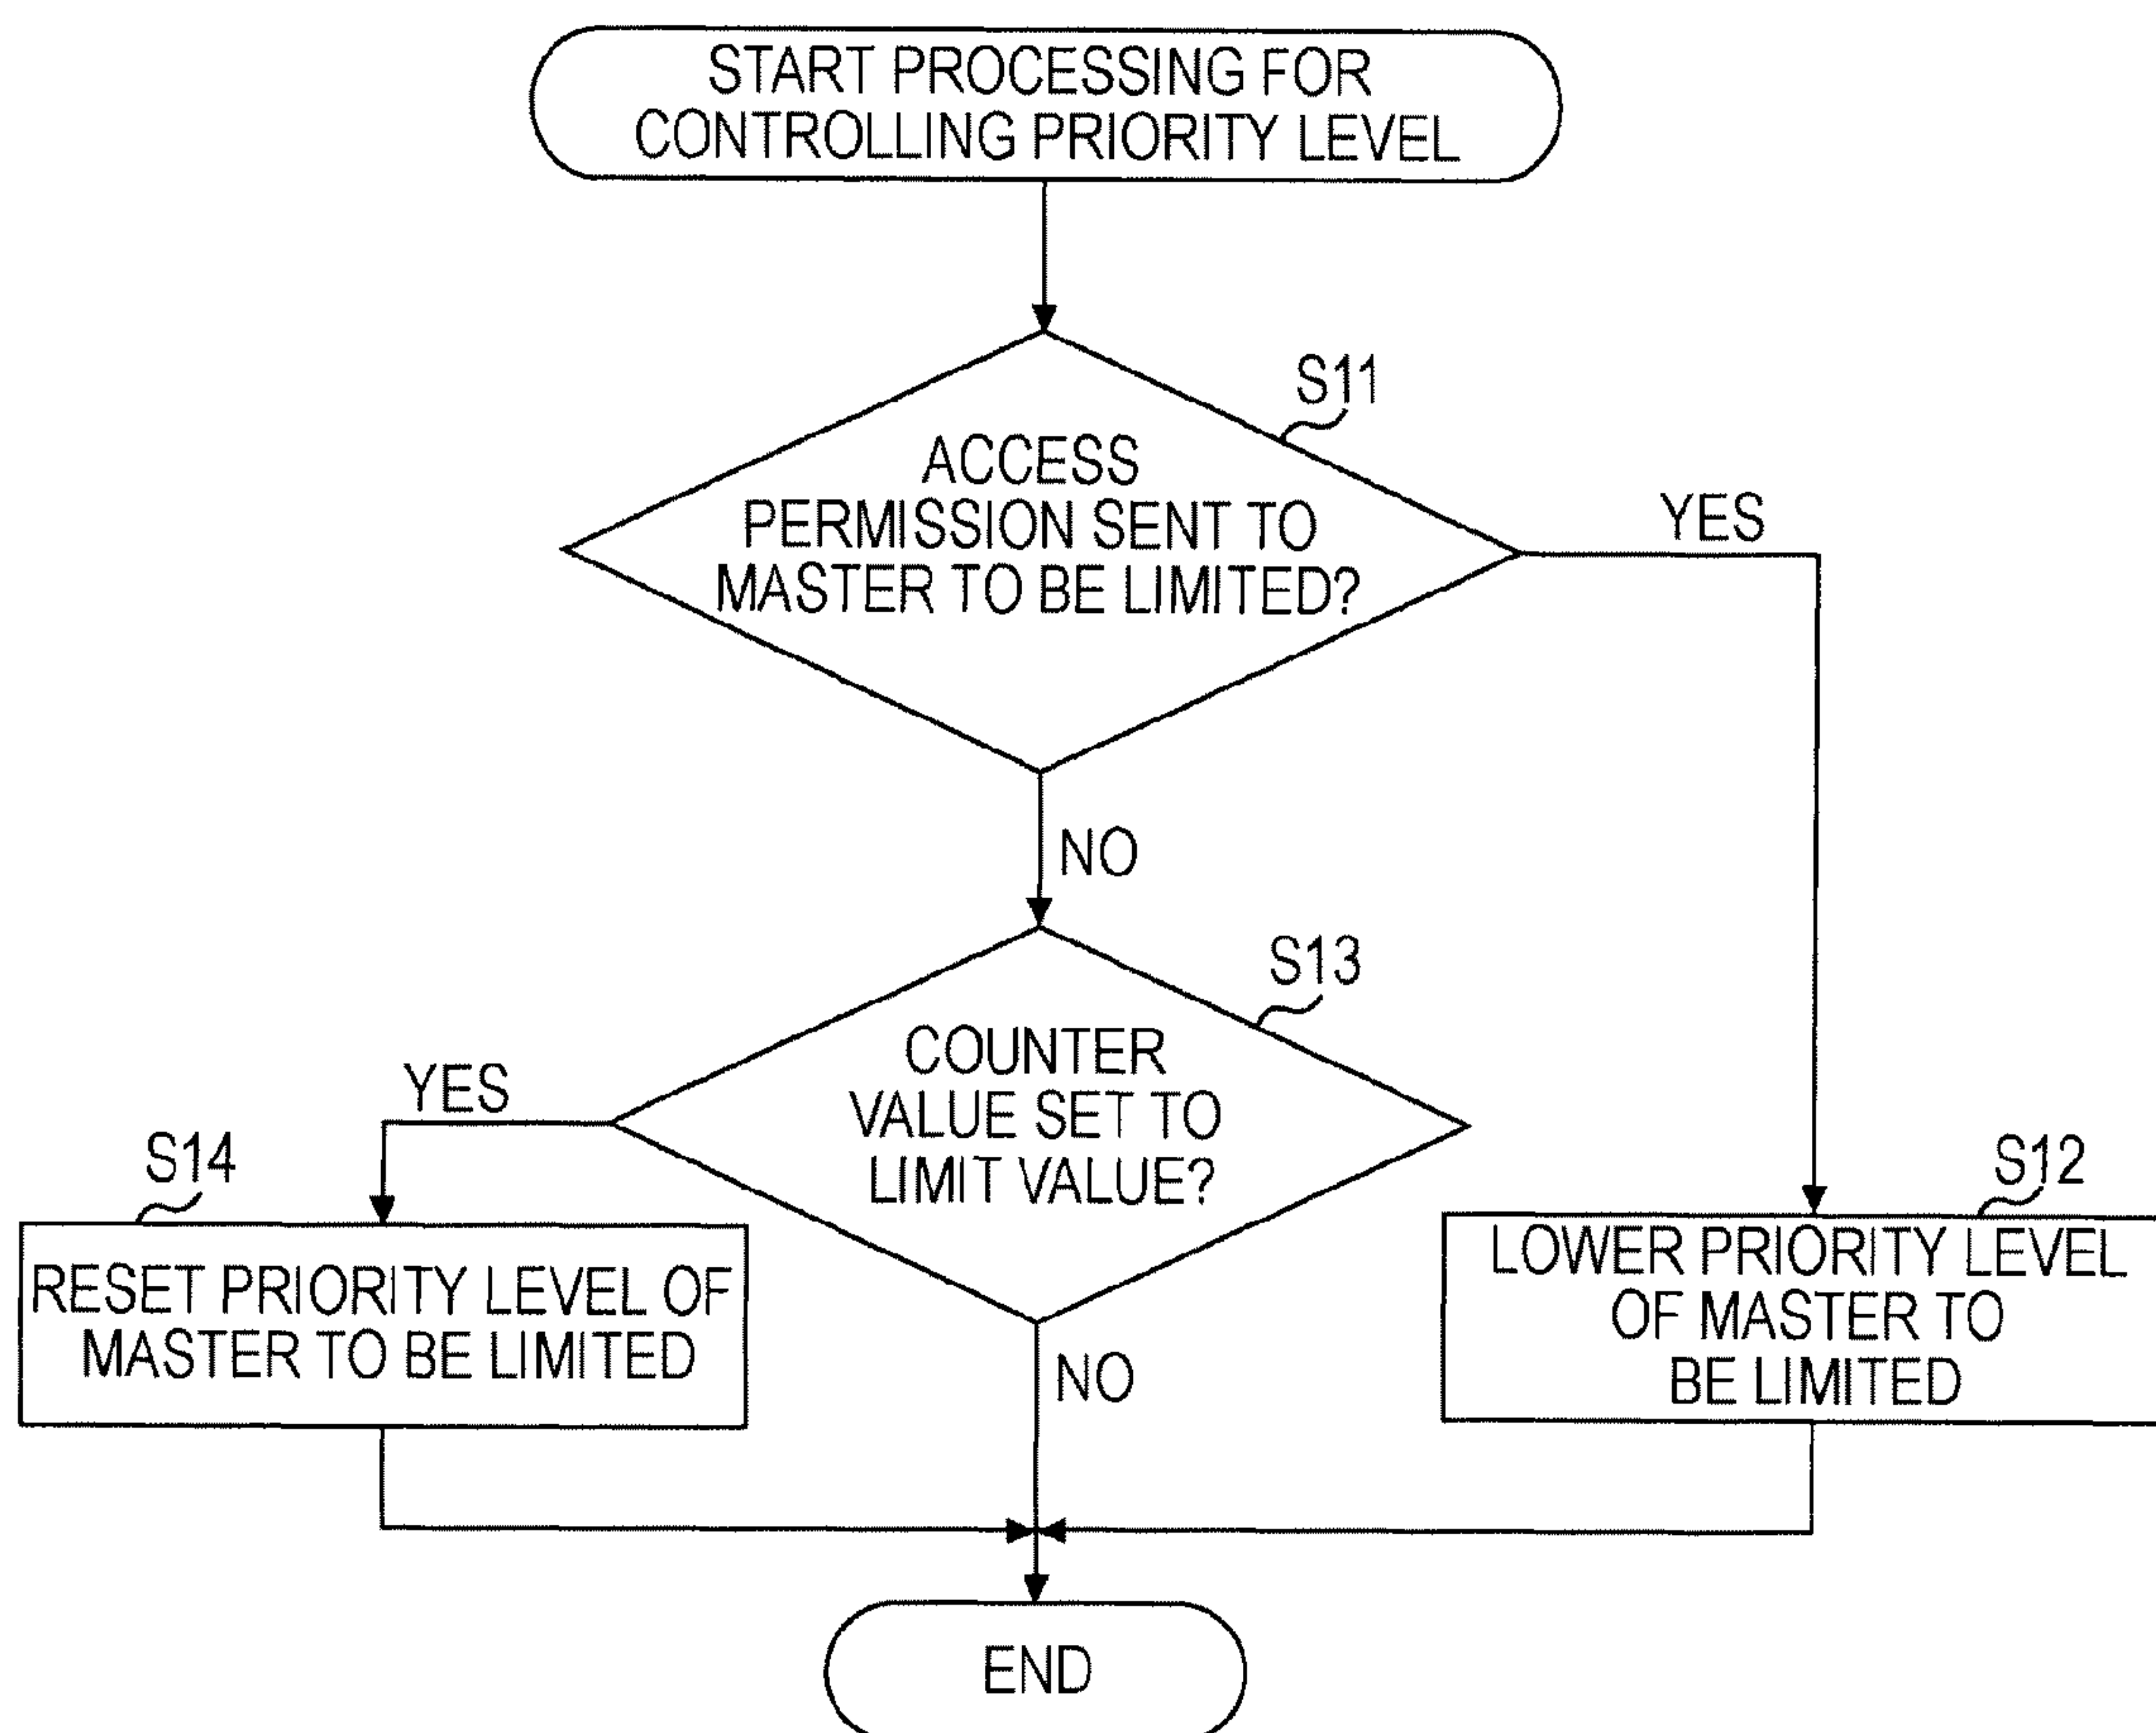 START PROCESSING FOR
CONTROLLING PRIORITY LEVEL
S11
ACCESS
PERMISSION SENT TO
MASTER TO BE LIMITED?
YES
NO
S13
COUNTER
VALUE SET TO
LIMIT VALUE?
YES
S14
RESET PRIORITY LEVEL OF
MASTER TO BE LIMITED
NO
S12
LOWER PRIORITY LEVEL
OF MASTER TO
BE LIMITED
END